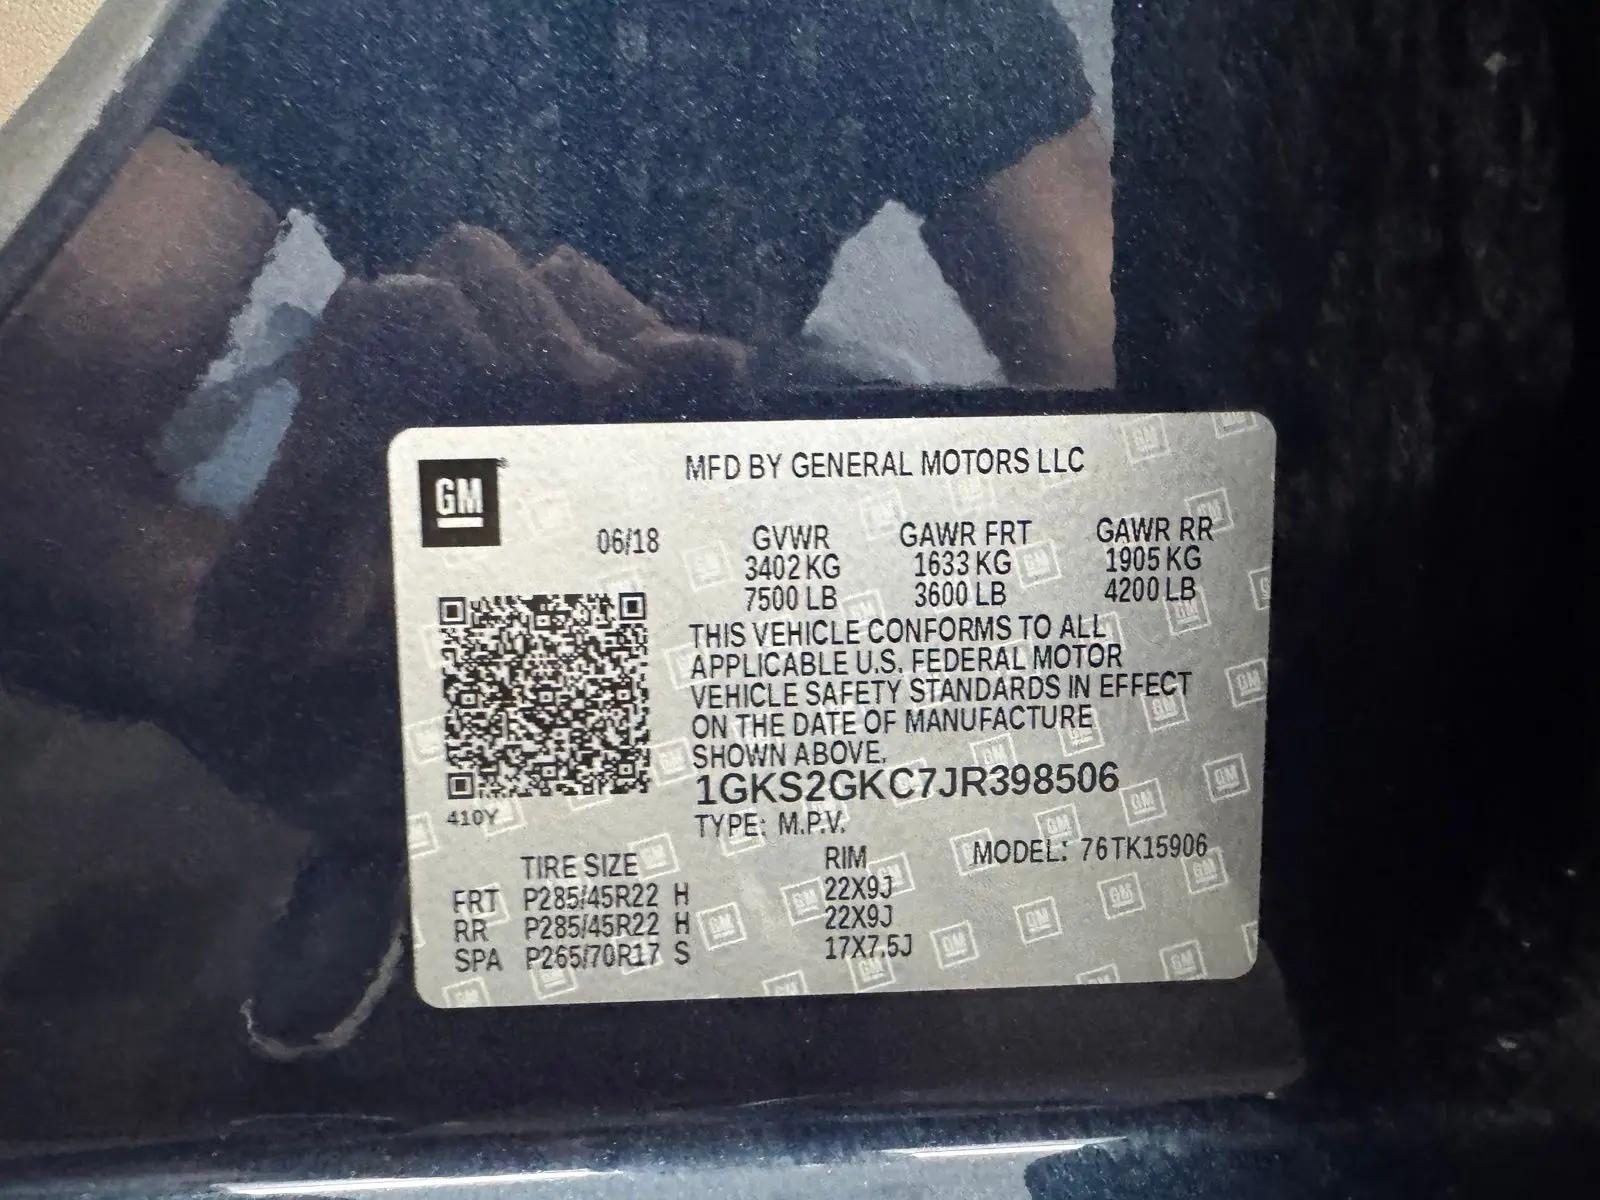 GM
MFD BY GENERAL MOTORS LLC
06/18
GVWR GAWR FRT GAWR RR
3402 KG 1633 KG 1905 KG
7500 LB 3600 LB 4200 LB
THIS VEHICLE CONFORMS TO ALL
APPLICABLE U.S. FEDERAL MOTOR
VEHICLE SAFETY STANDARDS IN EFFECT
ON THE DATE OF MANUFACTURE
SHOWN ABOVE.
1GKS2GKC7JR398506
410Y
TYPE: M.P.V.
MODEL: 76TK15906
TIRE SIZE RIM
FRT P285/45R22 H 22X9J
RR P285/45R22 H 22X9J
SPA P265/70R17 S 17X7.5J